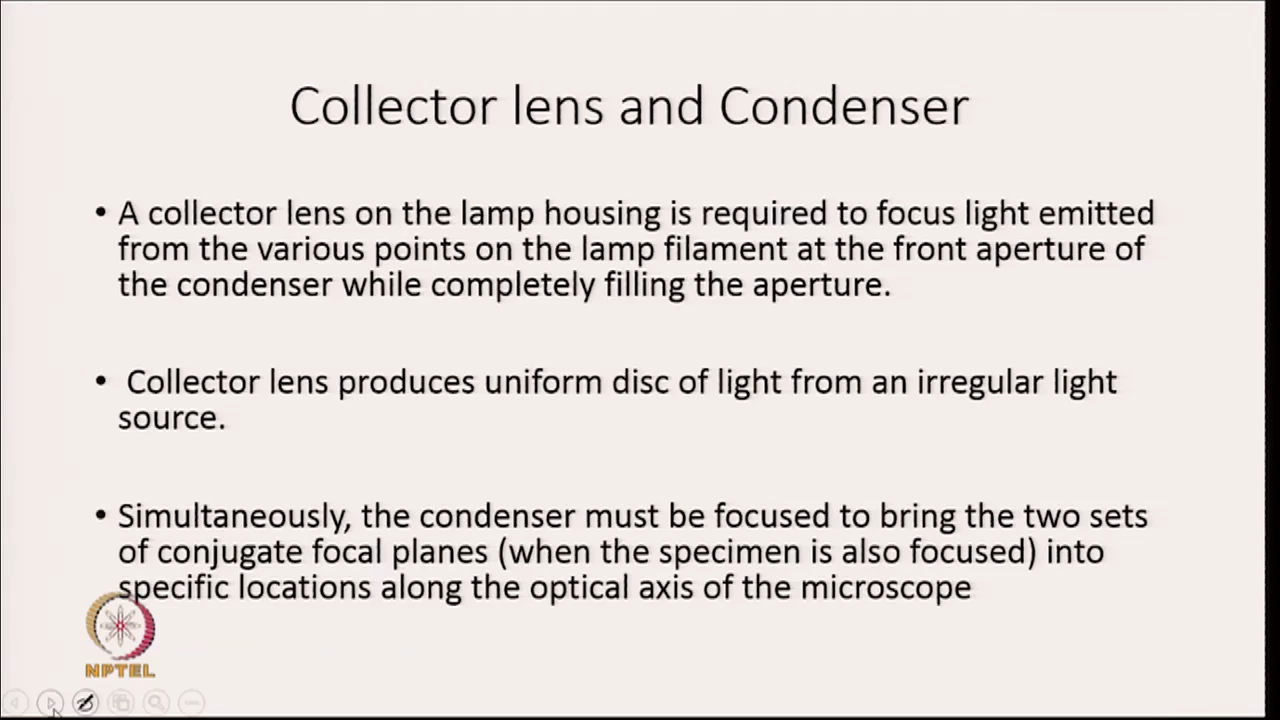 Collector lens and Condenser
• A collector lens on the lamp housing is required to focus light emitted
from the various points on the lamp filament at the front aperture of
the condenser while completely filling the aperture.
• Collector lens produces uniform disc of light from an irregular light
source.
• Simultaneously, the condenser must be focused to bring the two sets
of conjugate focal planes (when the specimen is also focused) into
specific locations along the optical axis of the microscope
NPTEL